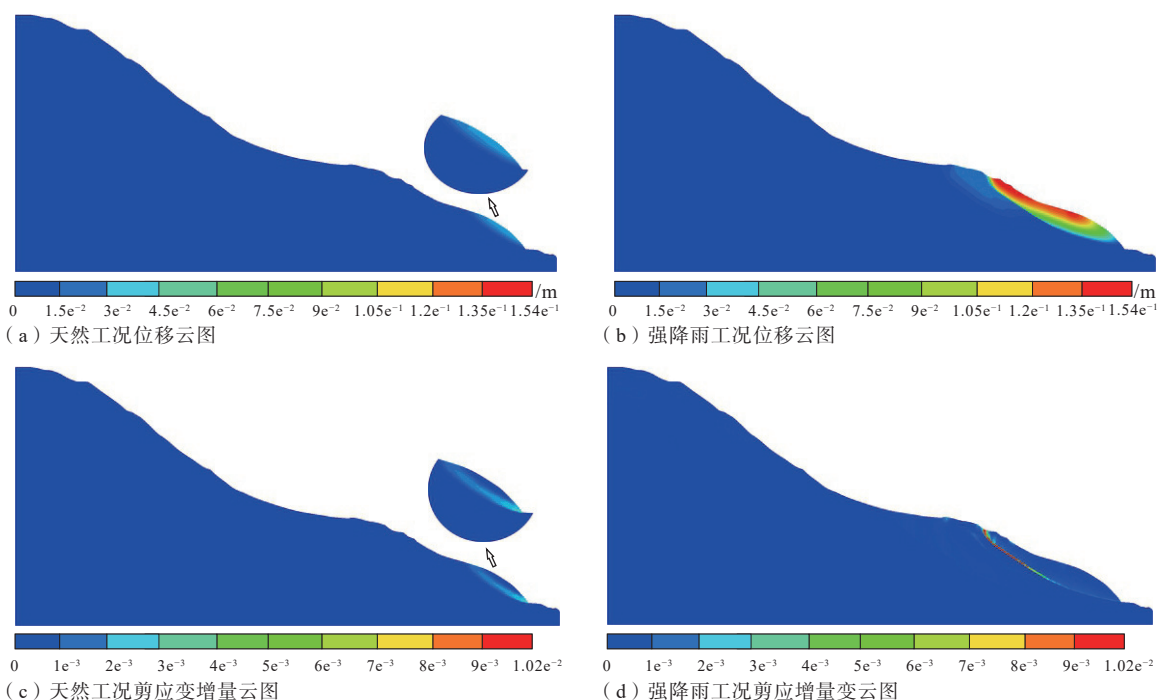 /m
0 1.5e⁻² 3e⁻² 4.5e⁻² 6e⁻² 7.5e⁻² 9e⁻² 1.05e⁻¹ 1.2e⁻¹ 1.35e⁻¹ 1.54e⁻¹
(a)天然工况位移云图
/m
0 1.5e⁻² 3e⁻² 4.5e⁻² 6e⁻² 7.5e⁻² 9e⁻² 1.05e⁻¹ 1.2e⁻¹ 1.35e⁻¹ 1.54e⁻¹
(b)强降雨工况位移云图
0 1e⁻³ 2e⁻³ 3e⁻³ 4e⁻³ 5e⁻³ 6e⁻³ 7e⁻³ 8e⁻³ 9e⁻³ 1.02e⁻²
(c)天然工况剪应变增量云图
0 1e⁻³ 2e⁻³ 3e⁻³ 4e⁻³ 5e⁻³ 6e⁻³ 7e⁻³ 8e⁻³ 9e⁻³ 1.02e⁻²
(d)强降雨工况剪应增量变云图